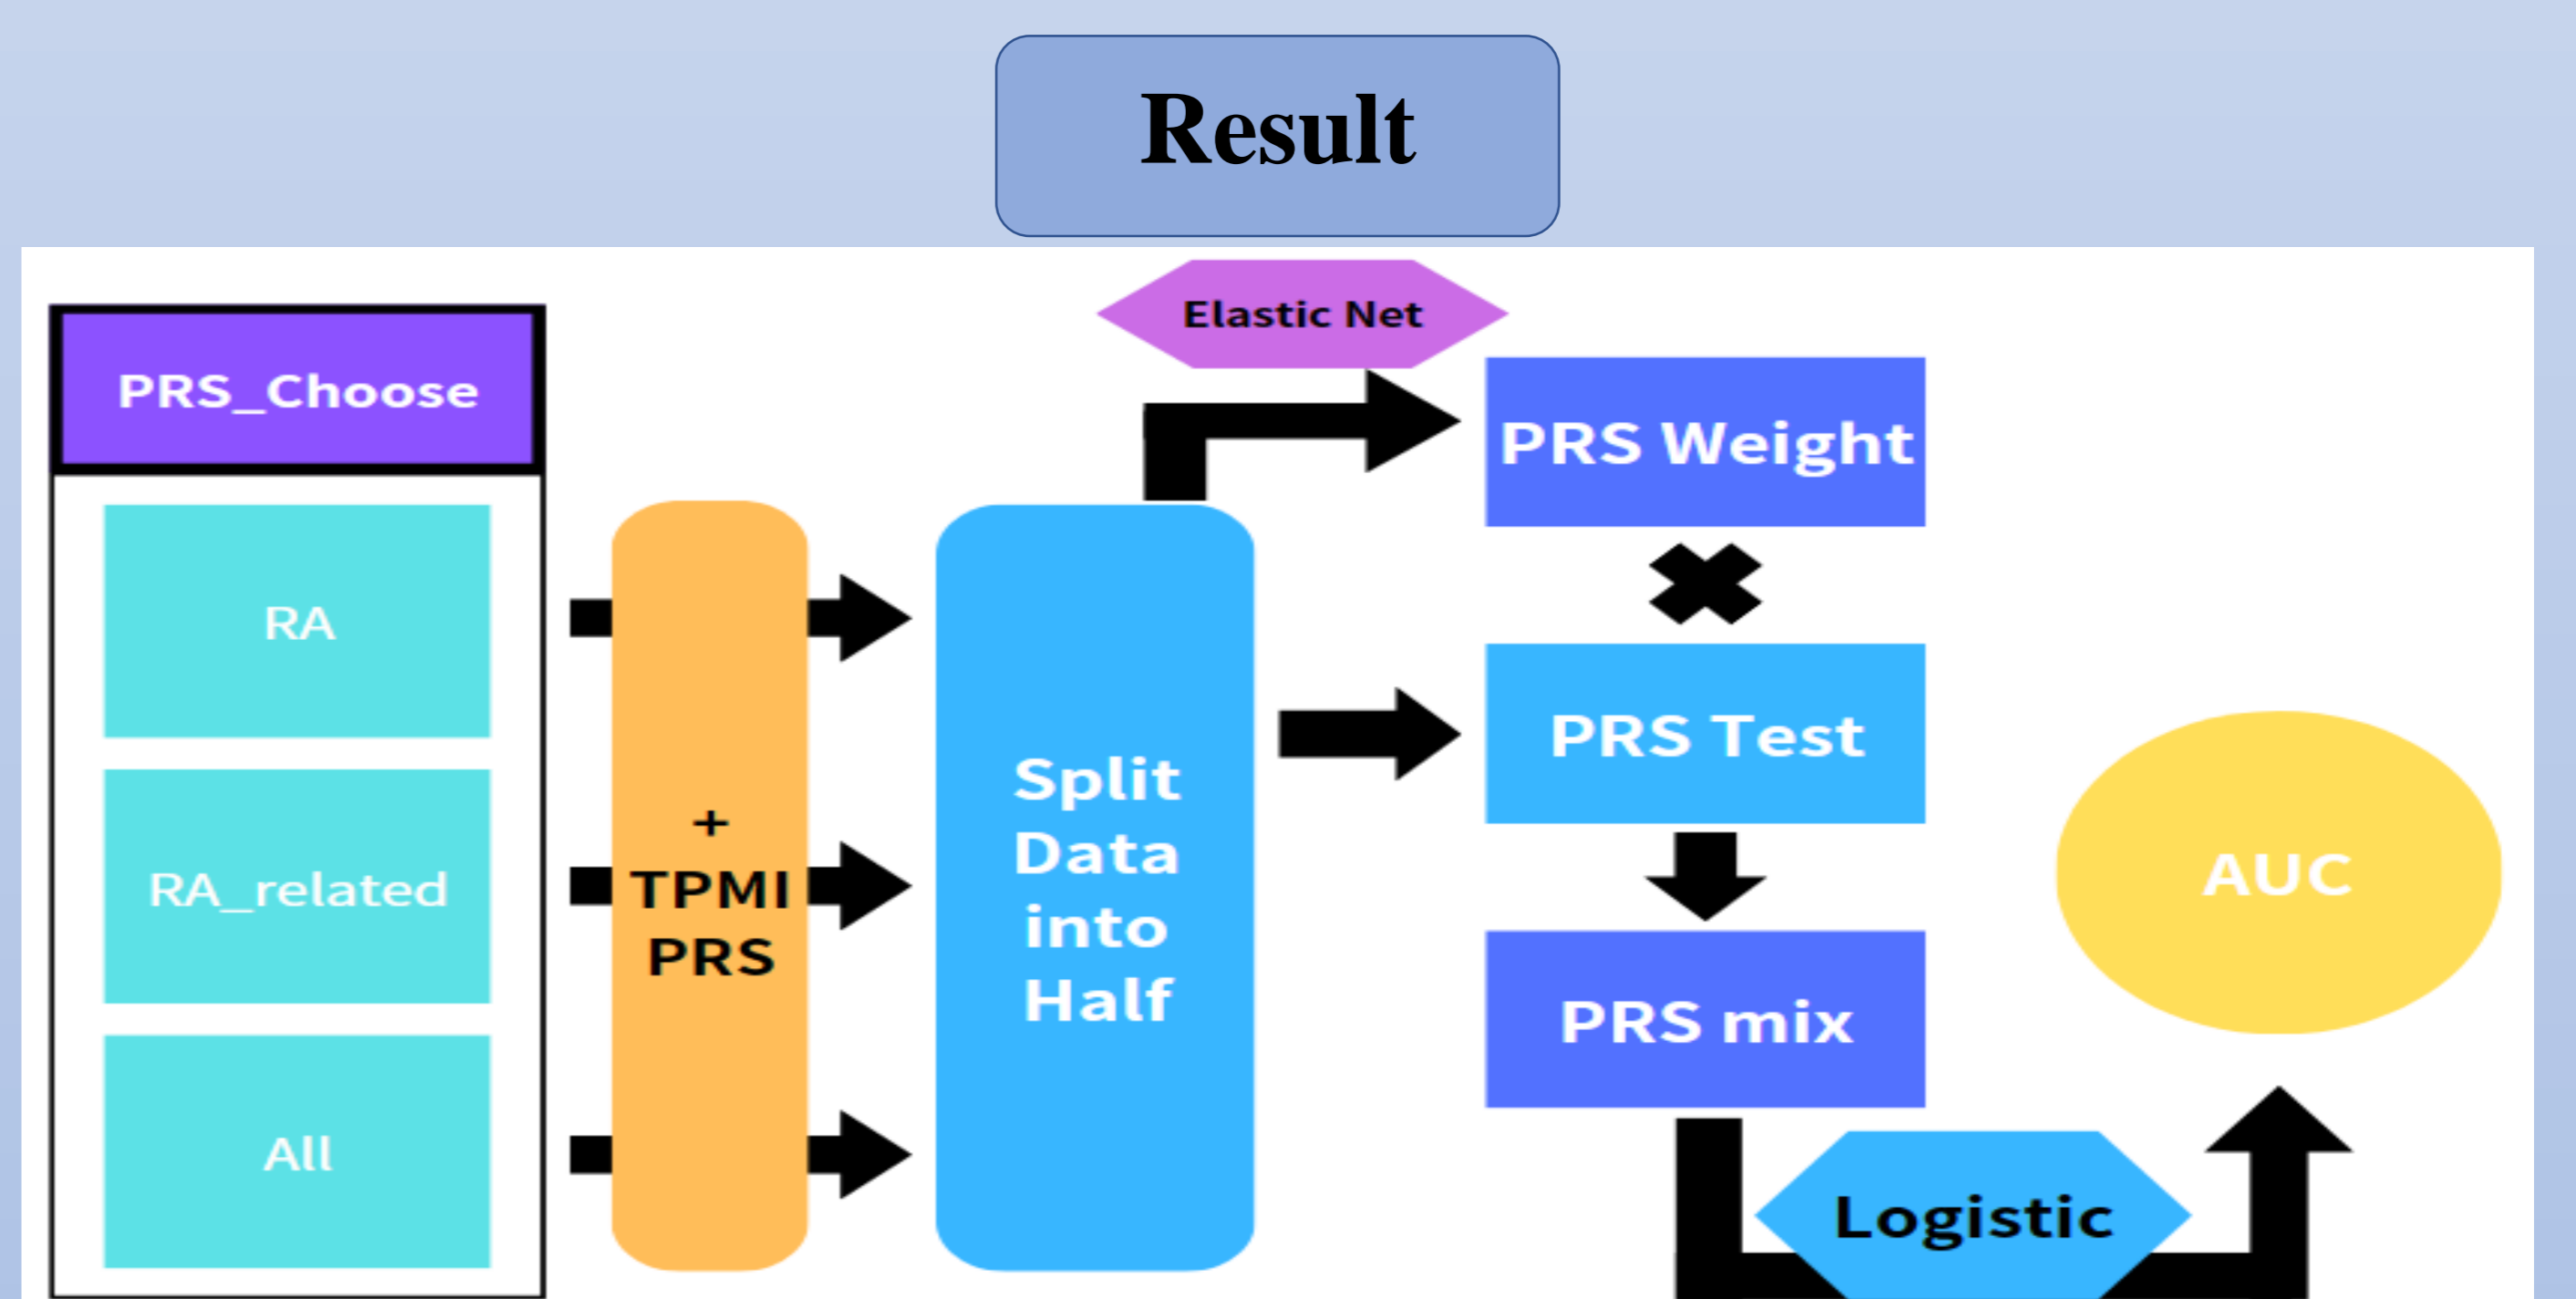 Result
PRS_Choose
RA
RA_related
All
+
TPMI
PRS
Split
Data
into
Half
Elastic Net
PRS Weight
PRS Test
PRS mix
Logistic
AUC